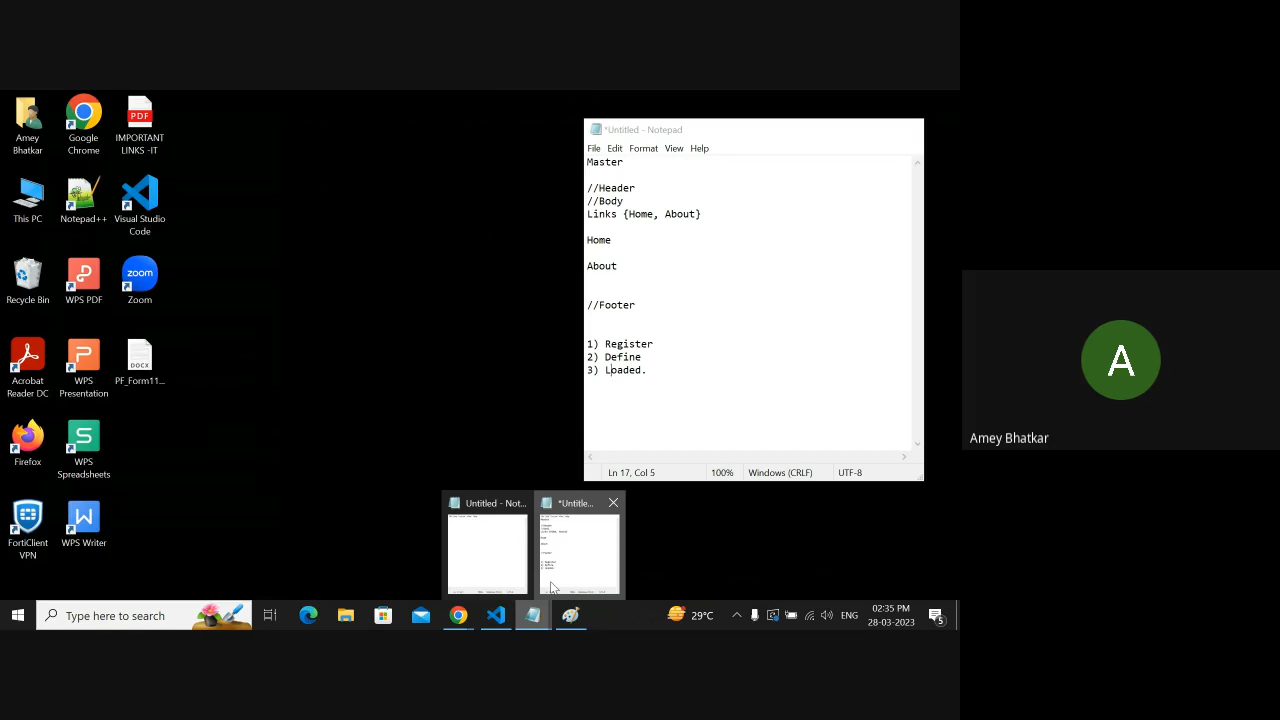 Amey Bhatkar
Google Chrome
IMPORTANT LINKS -IT
This PC
Notepad++
Visual Studio Code
Recycle Bin
WPS PDF
Zoom
zoom
PDF
Acrobat Reader DC
WPS Presentation
PF_Form11...
DOCX
Firefox
WPS Spreadsheets
FortiClient VPN
WPS Writer
*Untitled - Notepad
File Edit Format View Help
Master
//Header
//Body
Links {Home, About}
Home
About
//Footer
1) Register
2) Define
3) Loaded.
Ln 17, Col 5 100% Windows (CRLF) UTF-8
Untitled - Not... *Untitle...
Type here to search
29°C ENG 02:35 PM
28-03-2023
5
A
Amey Bhatkar